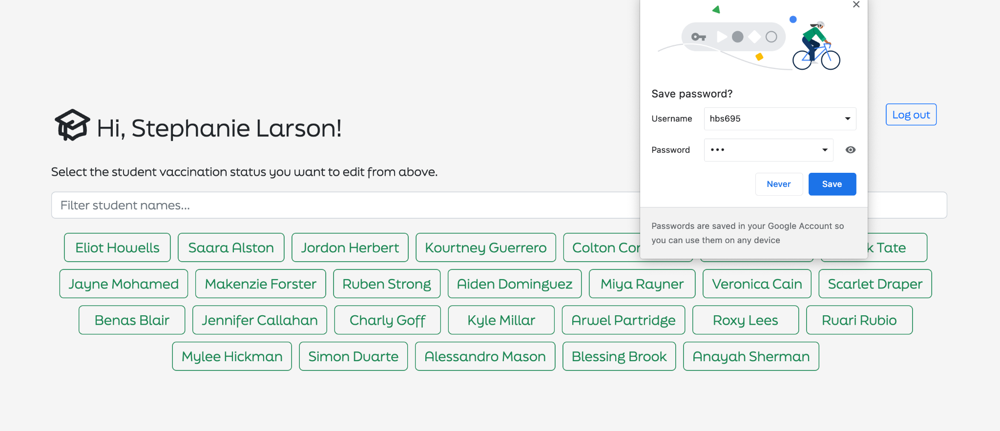 Save password?
Username hbs695
Log out
Hi, Stephanie Larson!
Password •••
Select the student vaccination status you want to edit from above.
Never Save
Filter student names...
Passwords are saved in your Google Account so
you can use them on any device
Eliot Howells Saara Alston Jordon Herbert Kourtney Guerrero Colton Tate
Jayne Mohamed Makenzie Forster Ruben Strong Aiden Dominguez Miya Rayner Veronica Cain Scarlet Draper
Benas Blair Jennifer Callahan Charly Goff Kyle Millar Arwel Partridge Roxy Lees Ruari Rubio
Mylee Hickman Simon Duarte Alessandro Mason Blessing Brook Anayah Sherman